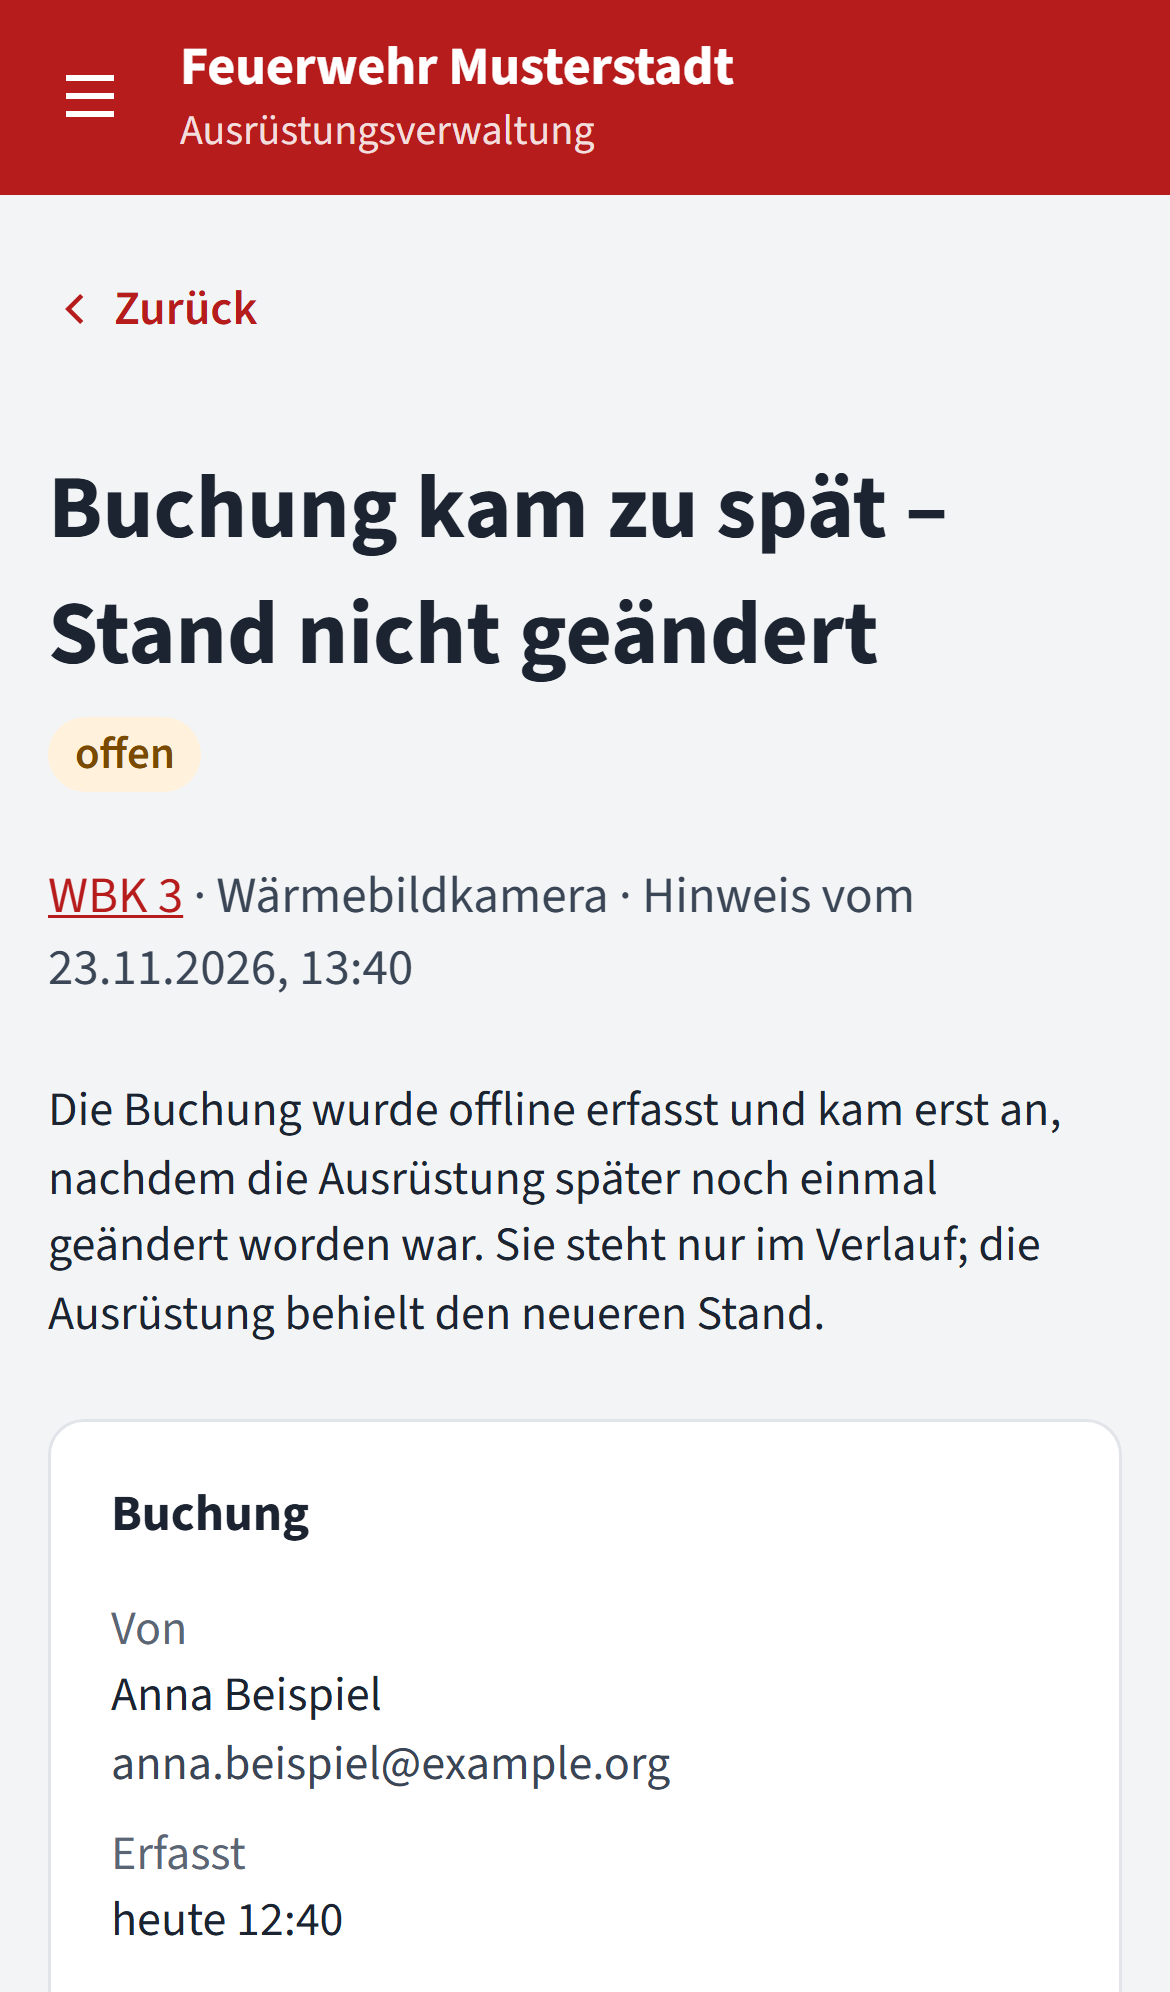 Feuerwehr Musterstadt
Ausrüstungsverwaltung
Zurück
Buchung kam zu spät –
Stand nicht geändert
offen
WBK 3 · Wärmebildkamera · Hinweis vom
23.11.2026, 13:40
Die Buchung wurde offline erfasst und kam erst an,
nachdem die Ausrüstung später noch einmal
geändert worden war. Sie steht nur im Verlauf; die
Ausrüstung behielt den neueren Stand.
Buchung
Von
Anna Beispiel
anna.beispiel@example.org
Erfasst
heute 12:40